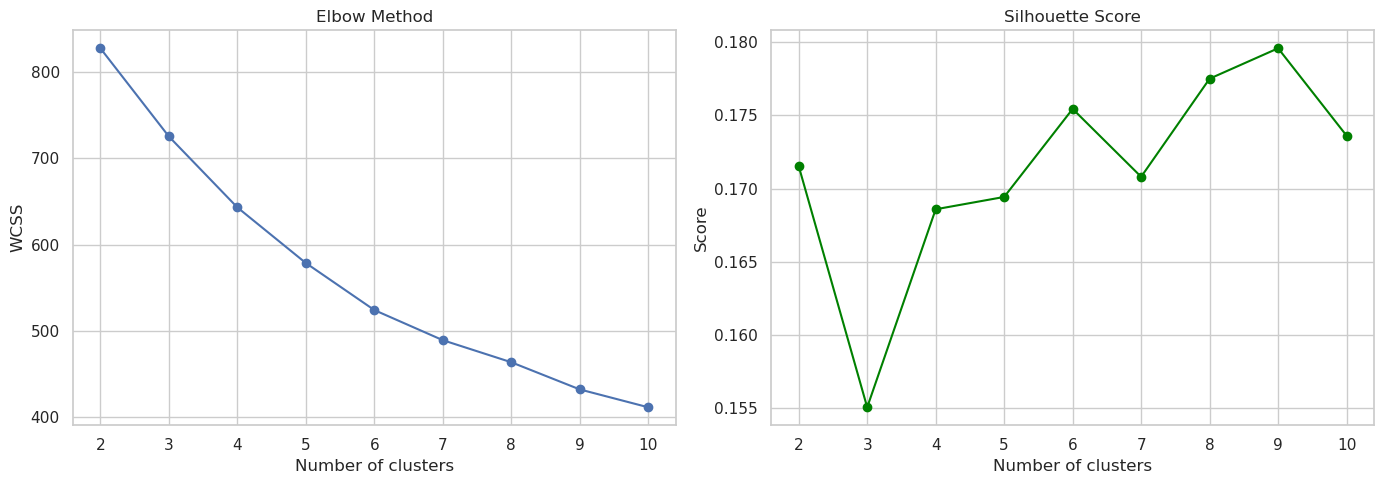 Elbow Method
WCSS
800
700
600
500
400
2 3 4 5 6 7 8 9 10
Number of clusters
Silhouette Score
Score
0.180
0.175
0.170
0.165
0.160
0.155
2 3 4 5 6 7 8 9 10
Number of clusters